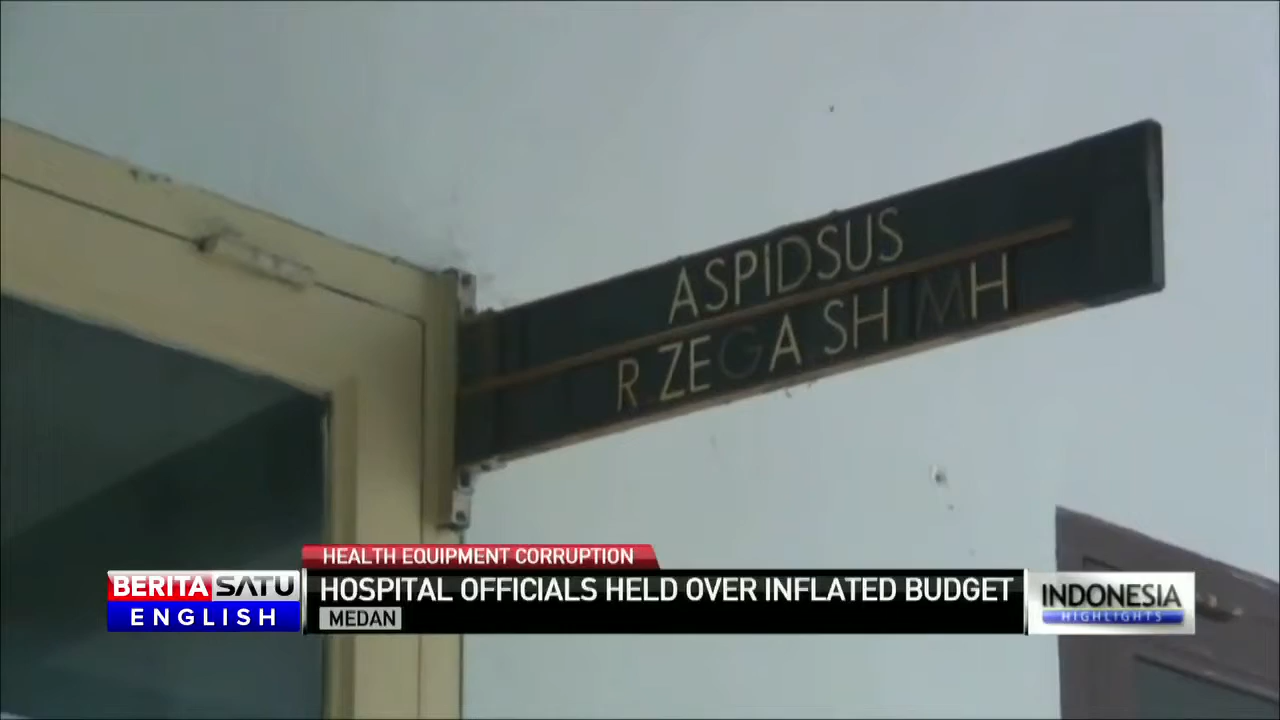 ASPIDSUS
R.ZEGA SH MH
HEALTH EQUIPMENT CORRUPTION
BERITA SATU
ENGLISH
HOSPITAL OFFICIALS HELD OVER INFLATED BUDGET
MEDAN
INDONESIA
HIGHLIGHTS